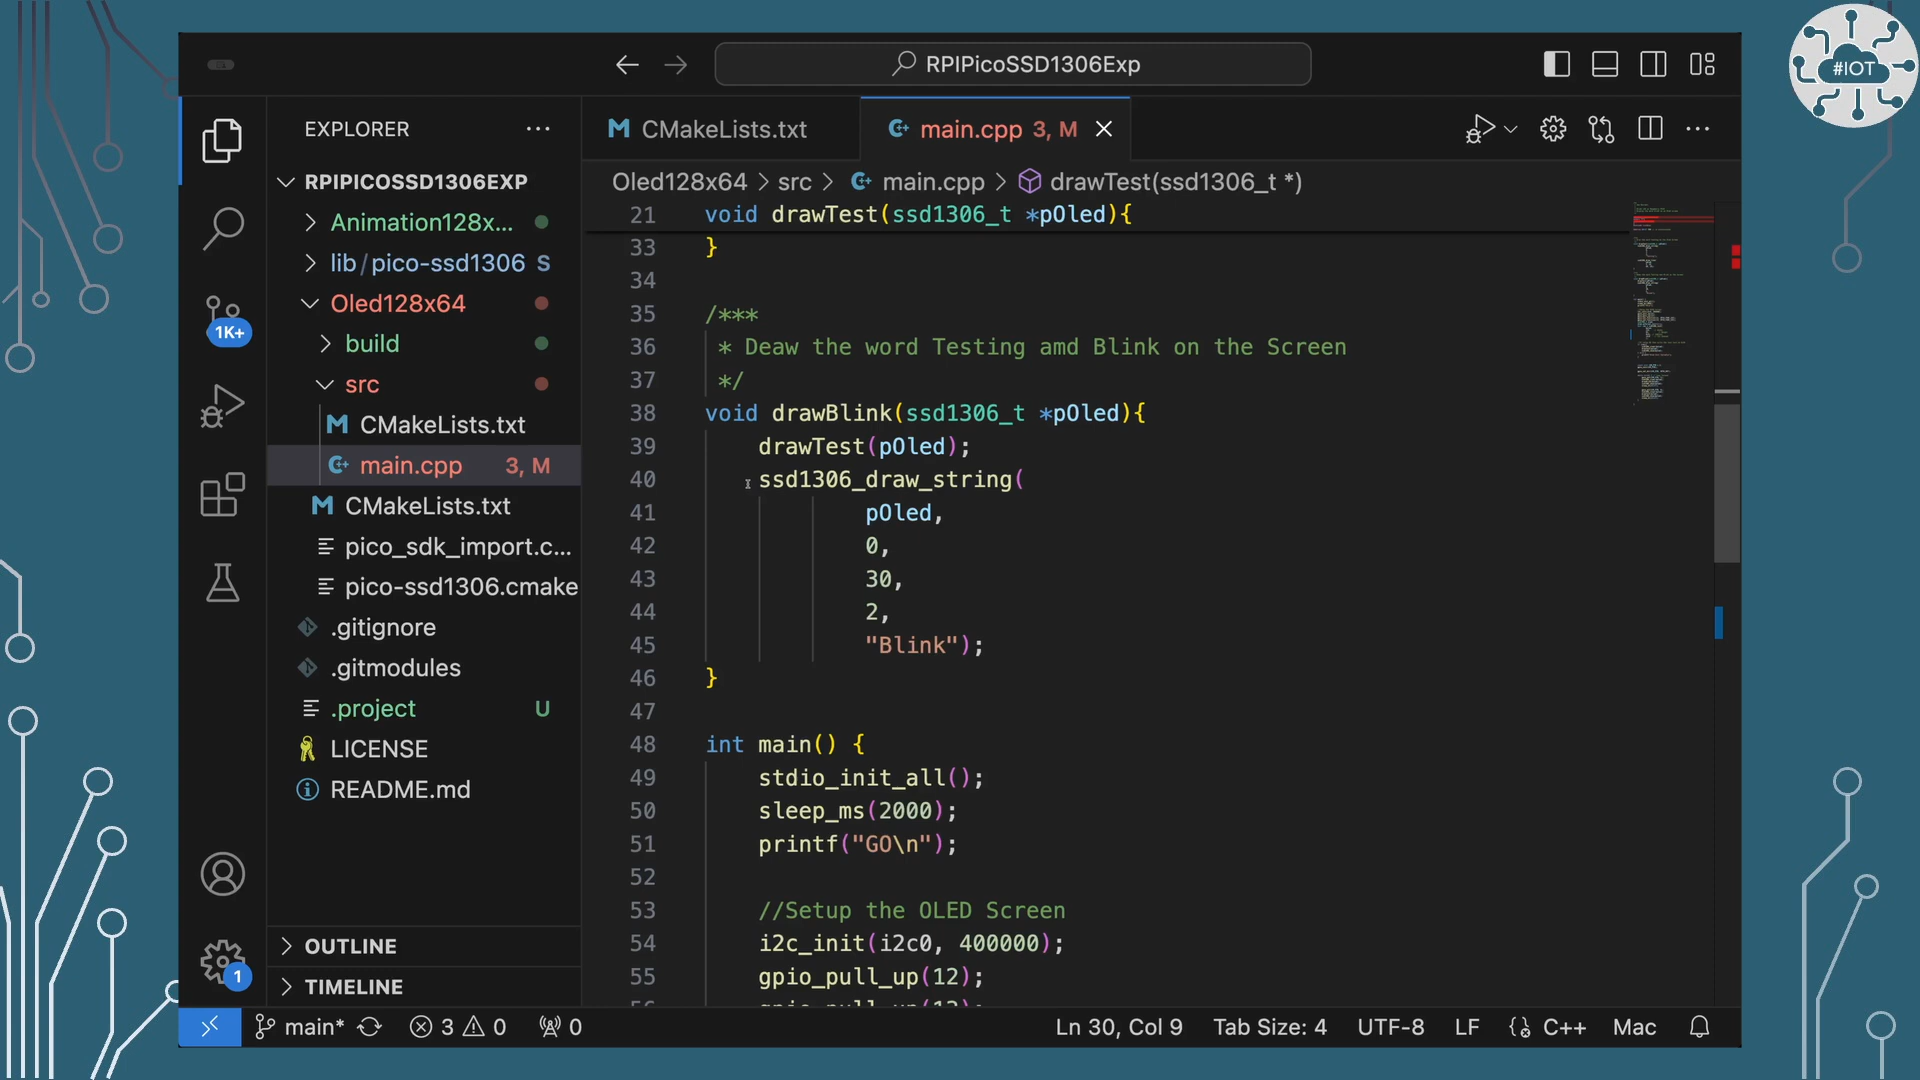 RPIPicoSSD1306Exp
#IOT
EXPLORER
CMakeLists.txt
main.cpp 3, M
RPIPICOSSD1306EXP
Animation128x...
lib/pico-ssd1306 S
Oled128x64
build
src
CMakeLists.txt
main.cpp 3, M
CMakeLists.txt
pico_sdk_import.c...
pico-ssd1306.cmake
.gitignore
.gitmodules
.project U
LICENSE
README.md
OUTLINE
TIMELINE
1K+
1
Oled128x64 > src > main.cpp > drawTest(ssd1306_t *)
21 void drawTest(ssd1306_t *pOled){
33 }
34
35 /***
36 * Deaw the word Testing amd Blink on the Screen
37 */
38 void drawBlink(ssd1306_t *pOled){
39 drawTest(pOled);
40 ssd1306_draw_string(
41 pOled,
42 0,
43 30,
44 2,
45 "Blink");
46 }
47
48 int main() {
49 stdio_init_all();
50 sleep_ms(2000);
51 printf("GO\n");
52
53 //Setup the OLED Screen
54 i2c_init(i2c0, 400000);
55 gpio_pull_up(12);
main* 3 0 0
Ln 30, Col 9 Tab Size: 4 UTF-8 LF C++ Mac